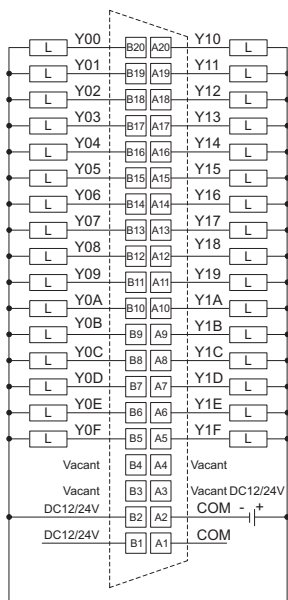 L Y00 B20 A20 Y10 L
L Y01 B19 A19 Y11 L
L Y02 B18 A18 Y12 L
L Y03 B17 A17 Y13 L
L Y04 B16 A16 Y14 L
L Y05 B15 A15 Y15 L
L Y06 B14 A14 Y16 L
L Y07 B13 A13 Y17 L
L Y08 B12 A12 Y18 L
L Y09 B11 A11 Y19 L
L Y0A B10 A10 Y1A L
L Y0B B9 A9 Y1B L
L Y0C B8 A8 Y1C L
L Y0D B7 A7 Y1D L
L Y0E B6 A6 Y1E L
L Y0F B5 A5 Y1F L
Vacant B4 A4 Vacant
Vacant B3 A3 Vacant DC12/24V
DC12/24V B2 A2 COM - +
DC12/24V B1 A1 COM